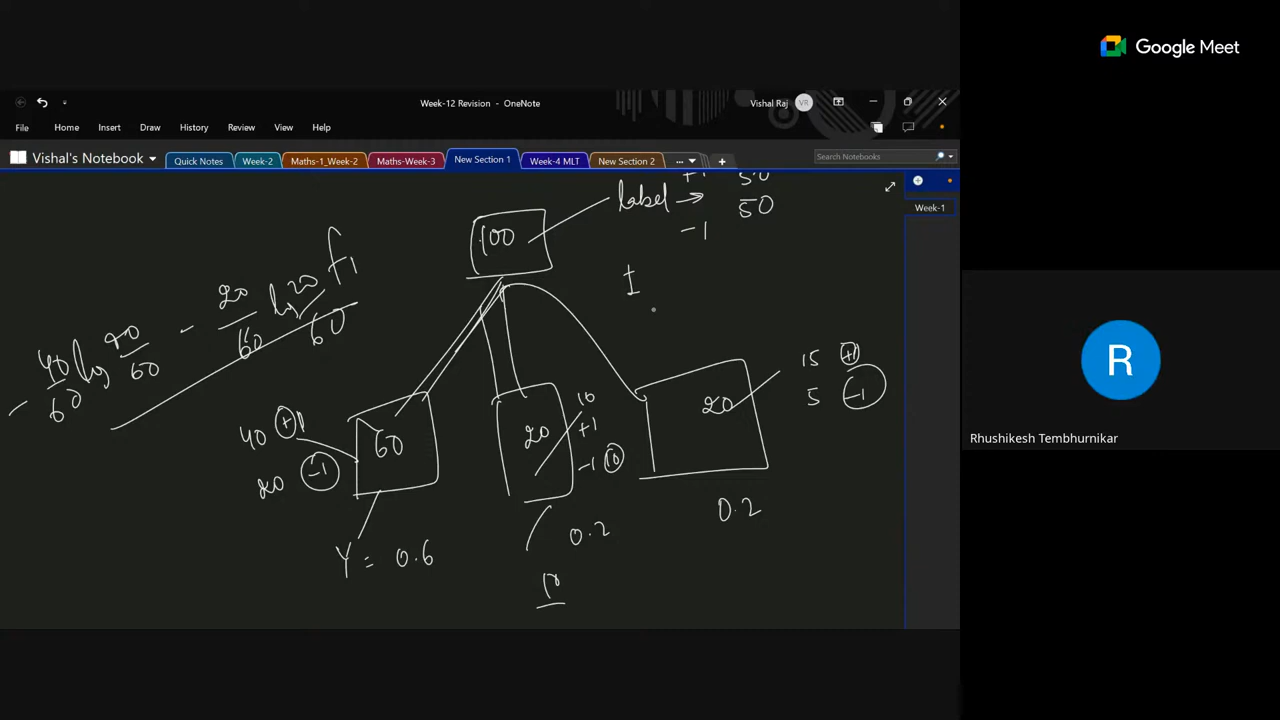 Google Meet
Week-12 Revision - OneNote
Vishal Raj VR
File Home Insert Draw History Review View Help
Vishal's Notebook Quick Notes Week-2 Maths-1_Week-2 Maths-Week-3 New Section 1 Week-4 MLT New Section 2 ... Search Notebooks
Week-1
label → +1 50
-1 50
100
I
f1
- 40/60 log 40/60 - 20/60 log 20/60
40 +1
20 -1
60
20
10
+1
-1 10
20
15 +1
5 -1
Y = 0.6
0.2
0.2
R
Rhushikesh Tembhurnikar